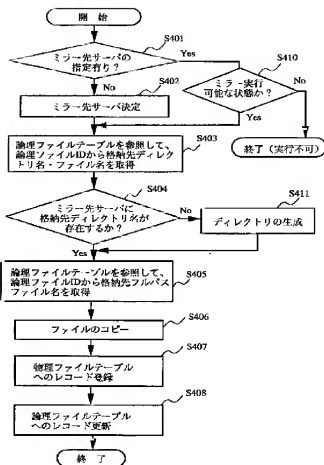 開 始
S401
ミラー先サーバの
指定有り？
Yes
S410
ミラー実行
可能な状態か？
No
No
S402
ミラー先サーバ決定
Yes
終了（実行不可）
S403
論理ファイルテーブルを参照して、
論理ファイルIDから格納先ディレク
トリ名・ファイル名を取得
S404
ミラー先サーバに
格納先ディレクトリ名が
存在するか？
No
S411
ディレクトリの生成
Yes
S405
論理ファイルテーブルを参照して、
論理ファイルIDから格納先フルパス
ファイル名を取得
S406
ファイルのコピー
S407
物理ファイルテーブル
へのレコード登録
S408
論理ファイルテーブル
へのレコード更新
終 了